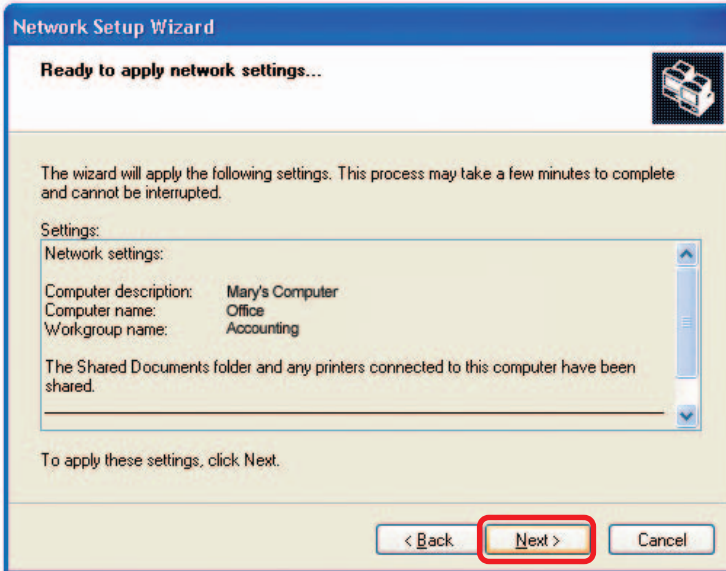 Network Setup Wizard
Ready to apply network settings...
The wizard will apply the following settings. This process may take a few minutes to complete
and cannot be interrupted.
Settings:
Network settings:
Computer description: Mary's Computer
Computer name: Office
Workgroup name: Accounting
The Shared Documents folder and any printers connected to this computer have been
shared.
To apply these settings, click Next.
< Back Next > Cancel